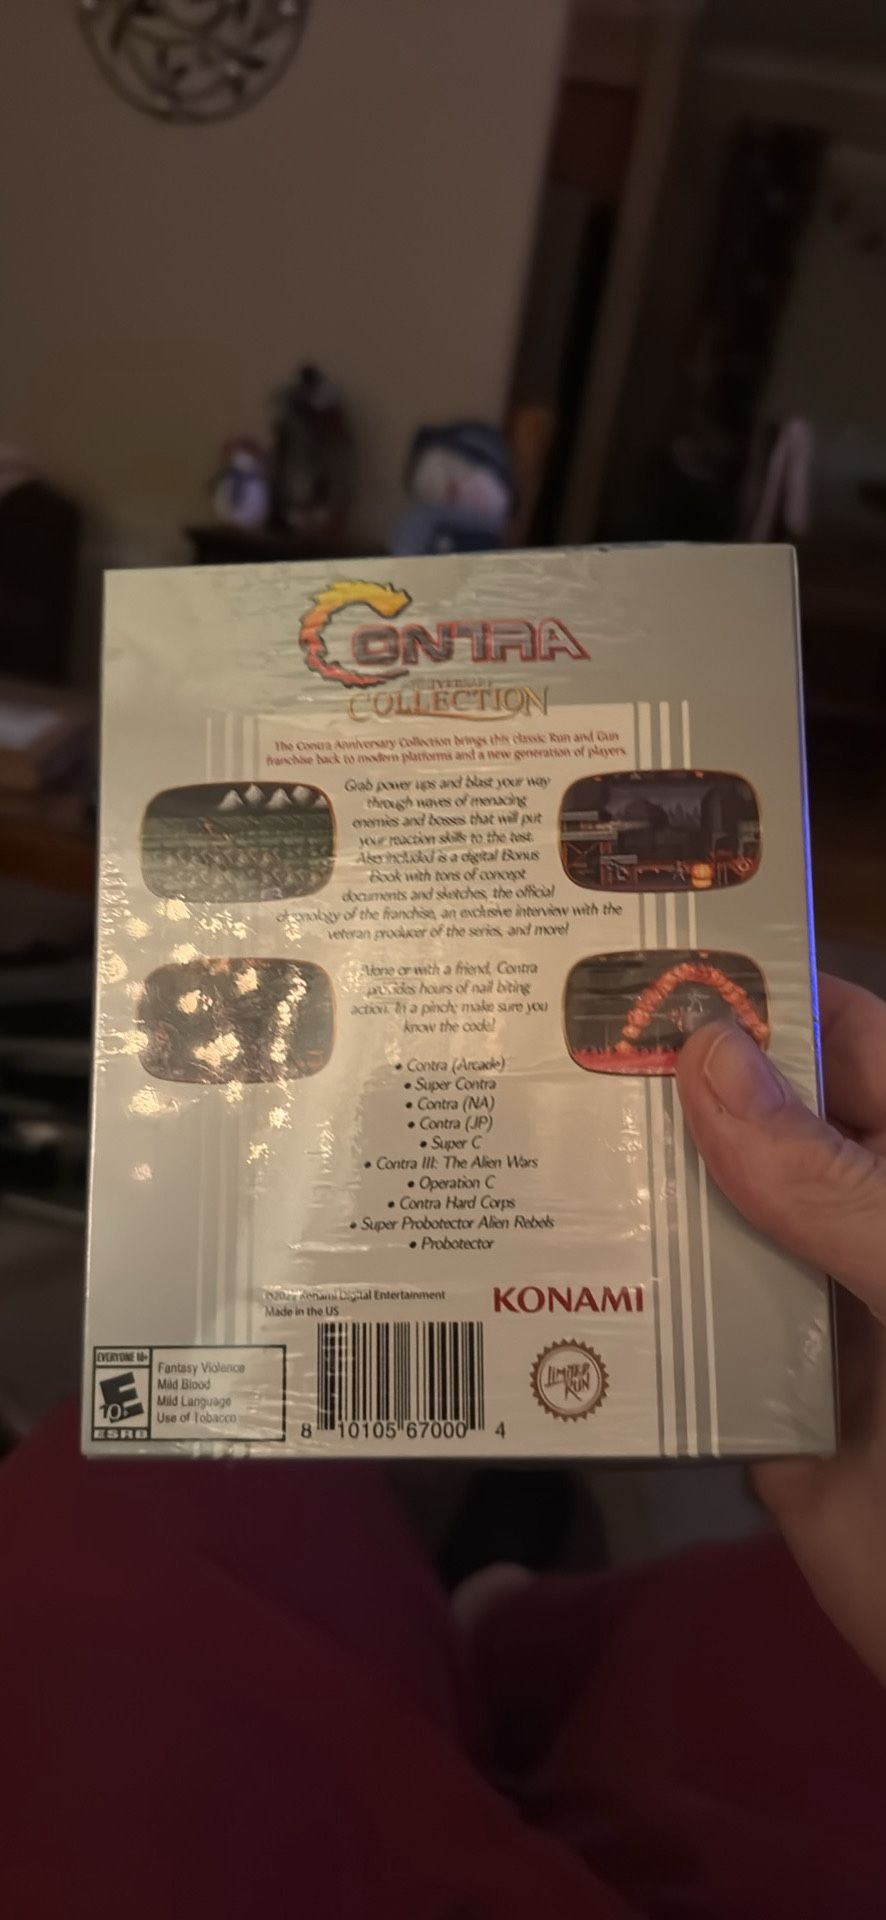 CONTRA
ANNIVERSARY
COLLECTION
The Contra Anniversary Collection brings this classic Run and Gun
franchise back to modern platforms and a new generation of players.
Grab power ups and blast your way
through waves of menacing
enemies and bosses that will put
your reaction skills to the test.
Also included is a digital Bonus
Book with tons of concept
documents and sketches, the official
chronology of the franchise, an exclusive interview with the
veteran producer of the series, and more!
Alone or with a friend, Contra
provides hours of nail biting
action. In a pinch; make sure you
know the code!
• Contra (Arcade)
• Super Contra
• Contra (NA)
• Contra (JP)
• Super C
• Contra III: The Alien Wars
• Operation C
• Contra Hard Corps
• Super Probotector Alien Rebels
• Probotector
Konami Digital Entertainment
Made in the US
KONAMI
EVERYONE 10+
E
10+
ESRB
Fantasy Violence
Mild Blood
Mild Language
Use of Tobacco
8 10105 67000 4
LIMITED
RUN